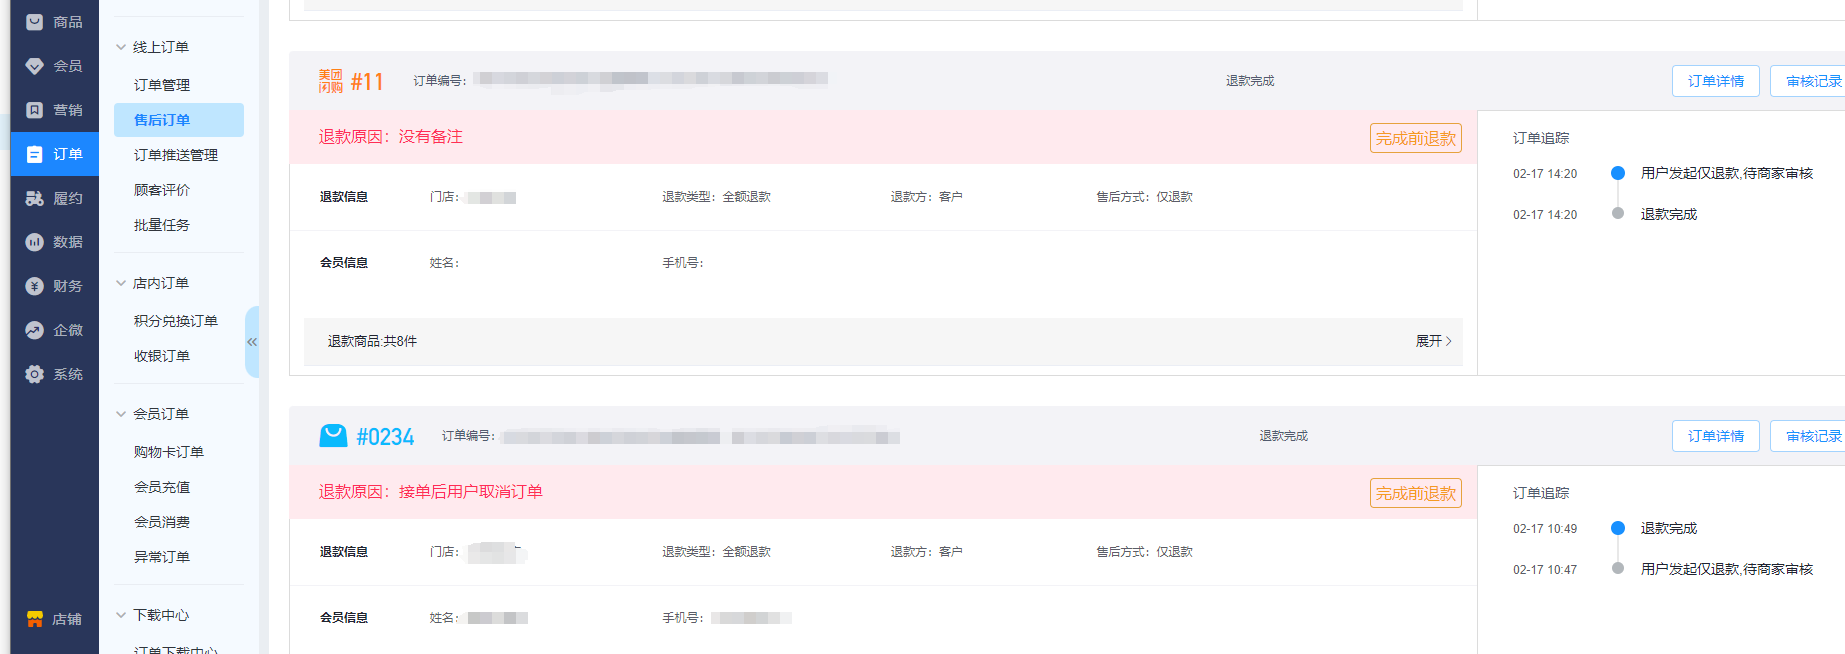 商品
会员
营销
订单
履约
数据
财务
企微
系统
店铺
线上订单
订单管理
售后订单
订单推送管理
顾客评价
批量任务
店内订单
积分兑换订单
收银订单
会员订单
购物卡订单
会员充值
会员消费
异常订单
下载中心
订单下载中心
«
美团闪购 #11 订单编号： 退款完成 订单详情 审核记录
退款原因：没有备注 完成前退款
退款信息 门店： 退款类型：全额退款 退款方：客户 售后方式：仅退款
会员信息 姓名： 手机号：
退款商品:共8件 展开
订单追踪
02-17 14:20 用户发起仅退款,待商家审核
02-17 14:20 退款完成
#0234 订单编号： 退款完成 订单详情 审核记录
退款原因：接单后用户取消订单 完成前退款
退款信息 门店： 退款类型：全额退款 退款方：客户 售后方式：仅退款
会员信息 姓名： 手机号：
订单追踪
02-17 10:49 退款完成
02-17 10:47 用户发起仅退款,待商家审核